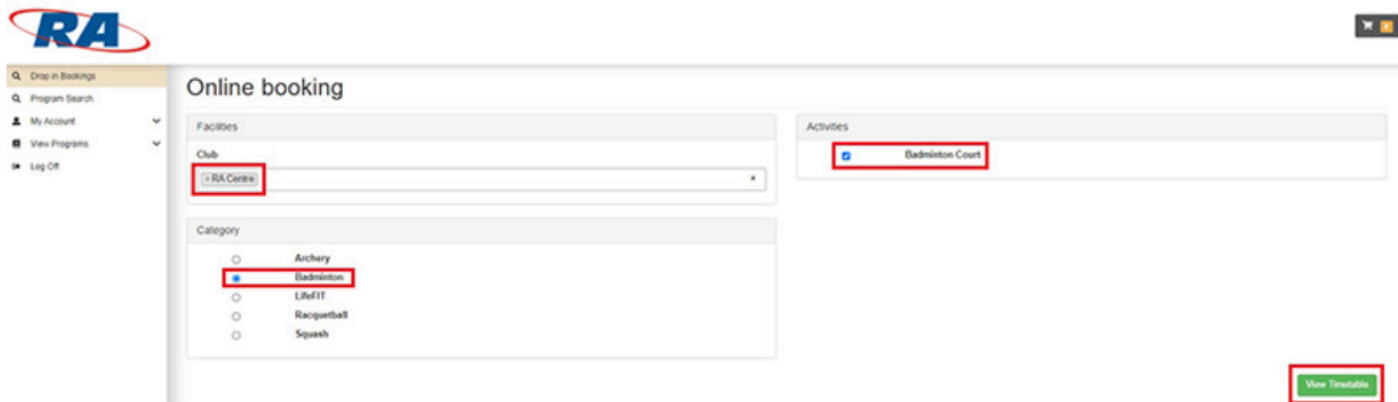 RA
Drop in Bookings
Program Search
My Account
View Programs
Log Off
Online booking
Facilities
Club
× RA Centre
×
Category
Archery
Badminton
LifeFIT
Racquetball
Squash
Activities
Badminton Court
View Timetable